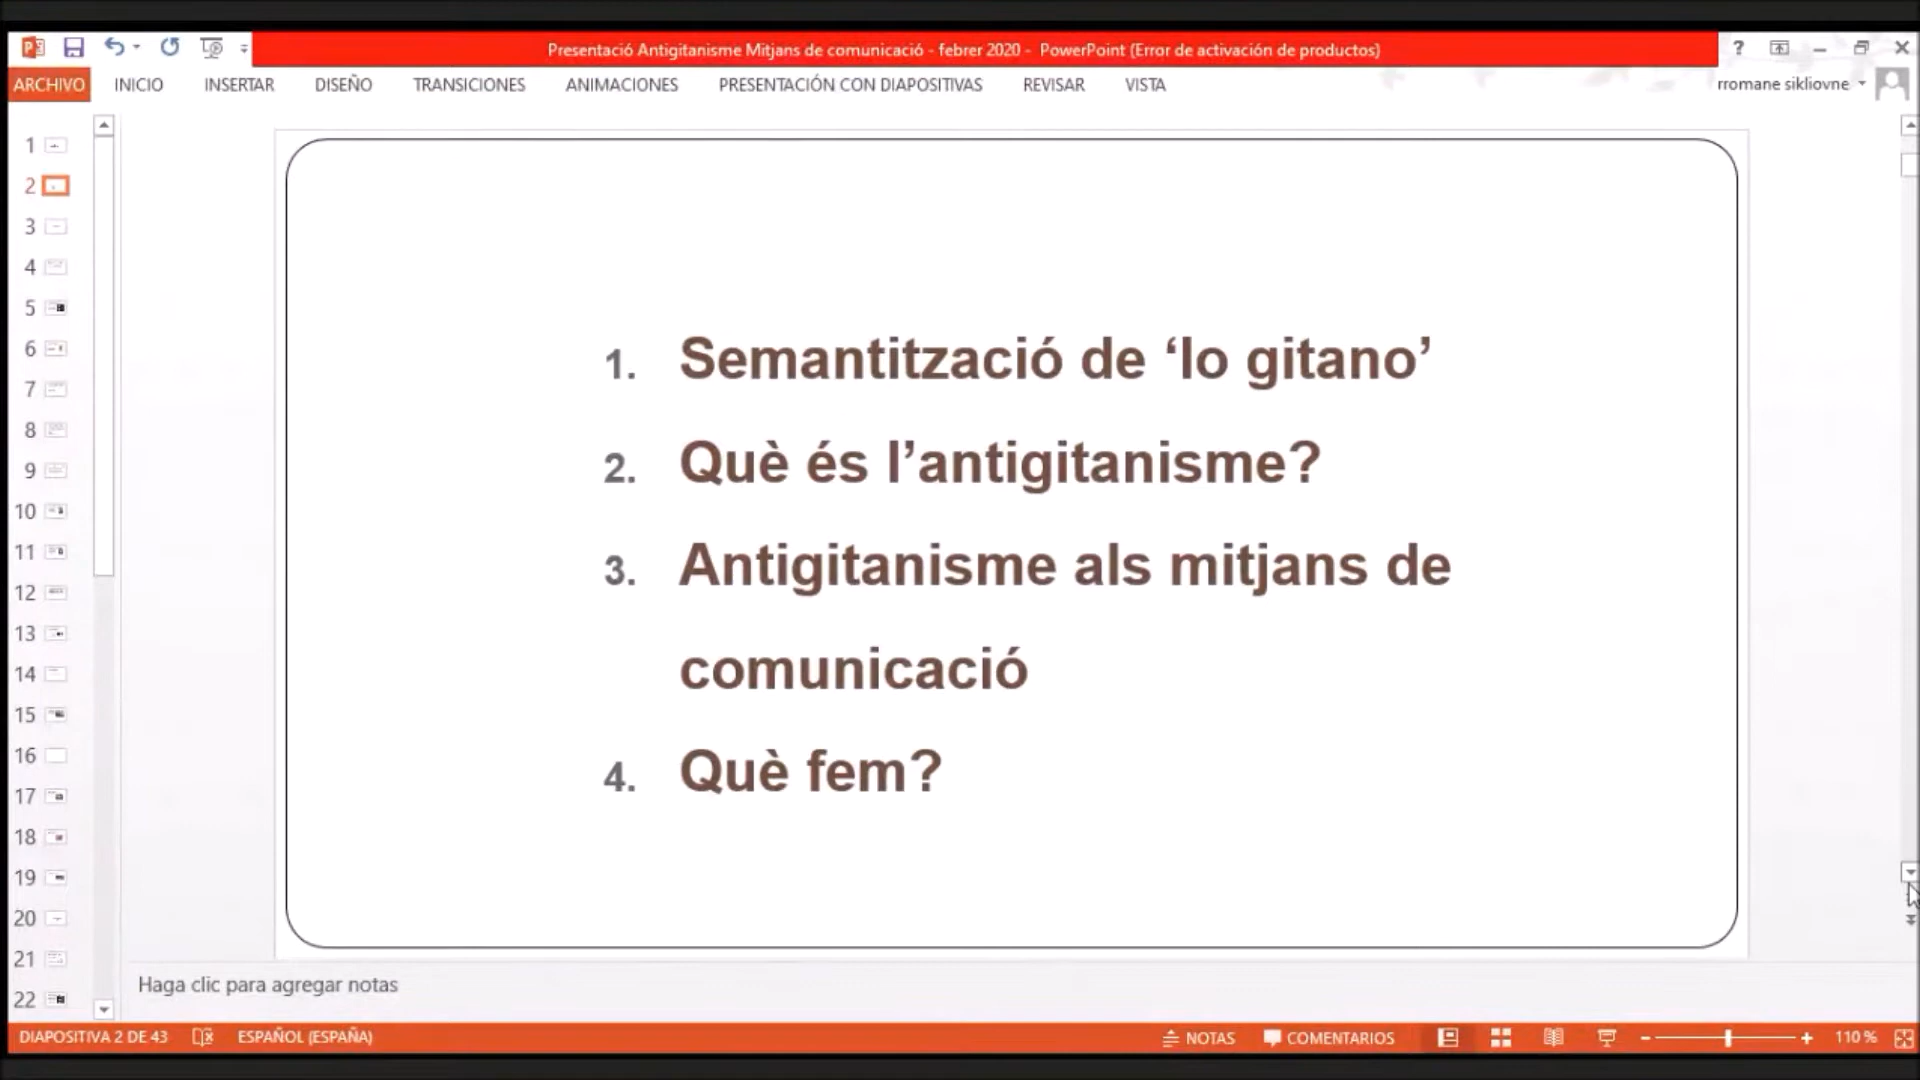 Presentació Antigitanisme Mitjans de comunicació - febrer 2020 - PowerPoint (Error de activación de productos)
ARCHIVO INICIO INSERTAR DISEÑO TRANSICIONES ANIMACIONES PRESENTACIÓN CON DIAPOSITIVAS REVISAR VISTA
rromane sikliovne
1
2
3
4
5
6
7
8
9
10
11
12
13
14
15
16
17
18
19
20
21
22
1. Semantització de ‘lo gitano’
2. Què és l’antigitanisme?
3. Antigitanisme als mitjans de
comunicació
4. Què fem?
Haga clic para agregar notas
DIAPOSITIVA 2 DE 43 ESPAÑOL (ESPAÑA) NOTAS COMENTARIOS 110 %